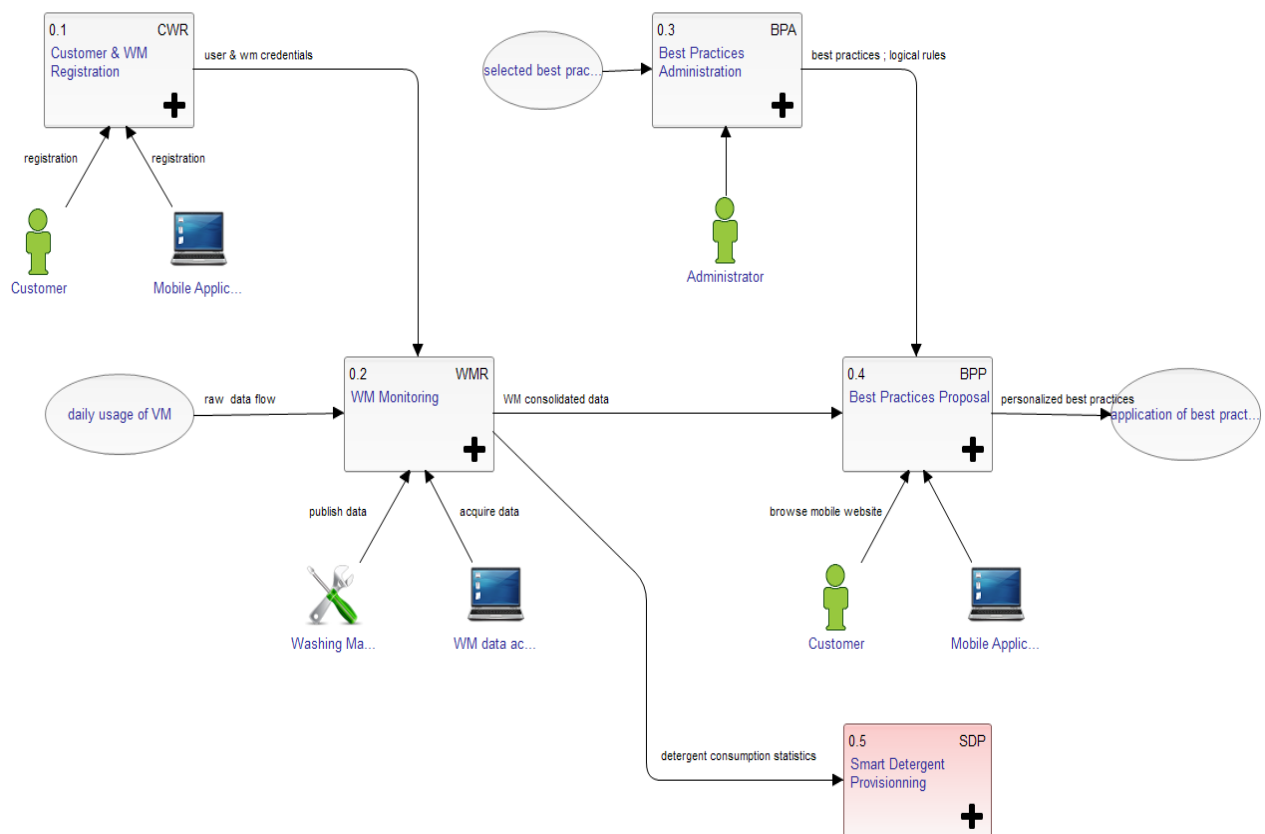 0.1 CWR
Customer & WM
Registration
user & wm credentials
registration
registration
Customer
Mobile Applic...
selected best prac...
0.3 BPA
Best Practices
Administration
best practices ; logical rules
Administrator
daily usage of VM
raw data flow
0.2 WMR
WM Monitoring
WM consolidated data
publish data
acquire data
Washing Ma...
WM data ac...
0.4 BPP
Best Practices Proposal
personalized best practices
application of best pract...
browse mobile website
Customer
Mobile Applic...
detergent consumption statistics
0.5 SDP
Smart Detergent
Provisionning